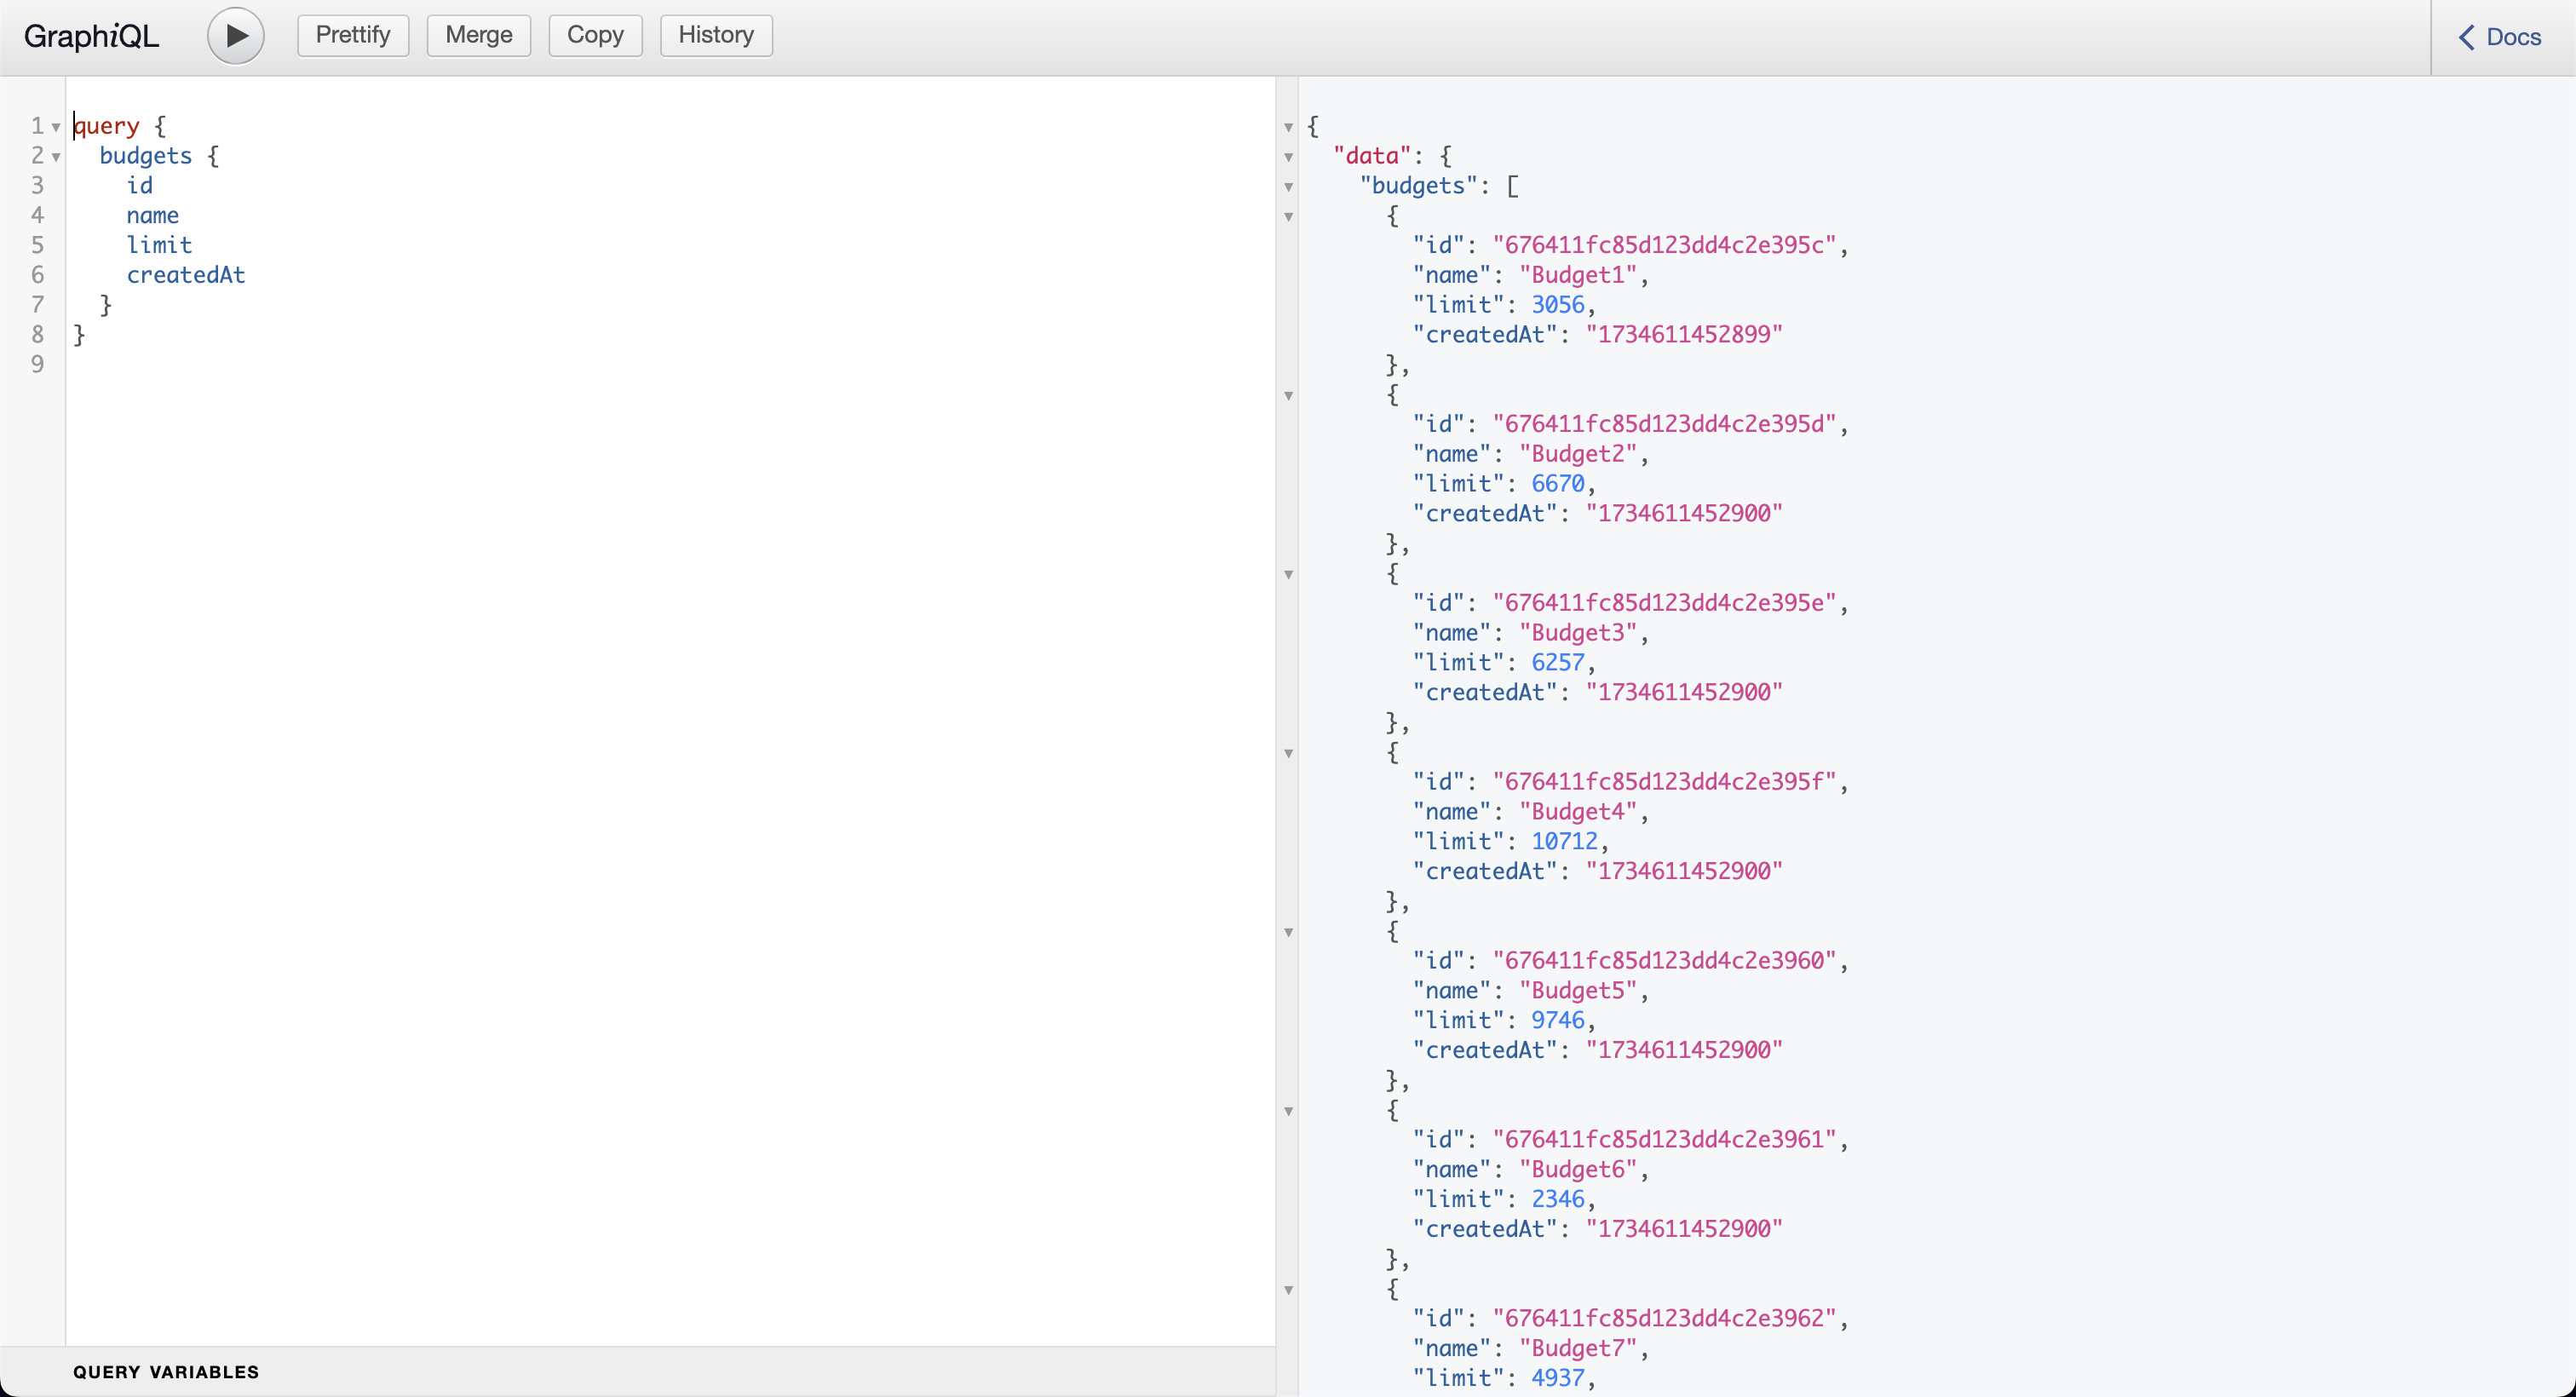 GraphiQL
Prettify
Merge
Copy
History
Docs
1
query {
2
  budgets {
3
    id
4
    name
5
    limit
6
    createdAt
7
  }
8
}
9
QUERY VARIABLES
{
  "data": {
    "budgets": [
      {
        "id": "676411fc85d123dd4c2e395c",
        "name": "Budget1",
        "limit": 3056,
        "createdAt": "1734611452899"
      },
      {
        "id": "676411fc85d123dd4c2e395d",
        "name": "Budget2",
        "limit": 6670,
        "createdAt": "1734611452900"
      },
      {
        "id": "676411fc85d123dd4c2e395e",
        "name": "Budget3",
        "limit": 6257,
        "createdAt": "1734611452900"
      },
      {
        "id": "676411fc85d123dd4c2e395f",
        "name": "Budget4",
        "limit": 10712,
        "createdAt": "1734611452900"
      },
      {
        "id": "676411fc85d123dd4c2e3960",
        "name": "Budget5",
        "limit": 9746,
        "createdAt": "1734611452900"
      },
      {
        "id": "676411fc85d123dd4c2e3961",
        "name": "Budget6",
        "limit": 2346,
        "createdAt": "1734611452900"
      },
      {
        "id": "676411fc85d123dd4c2e3962",
        "name": "Budget7",
        "limit": 4937,